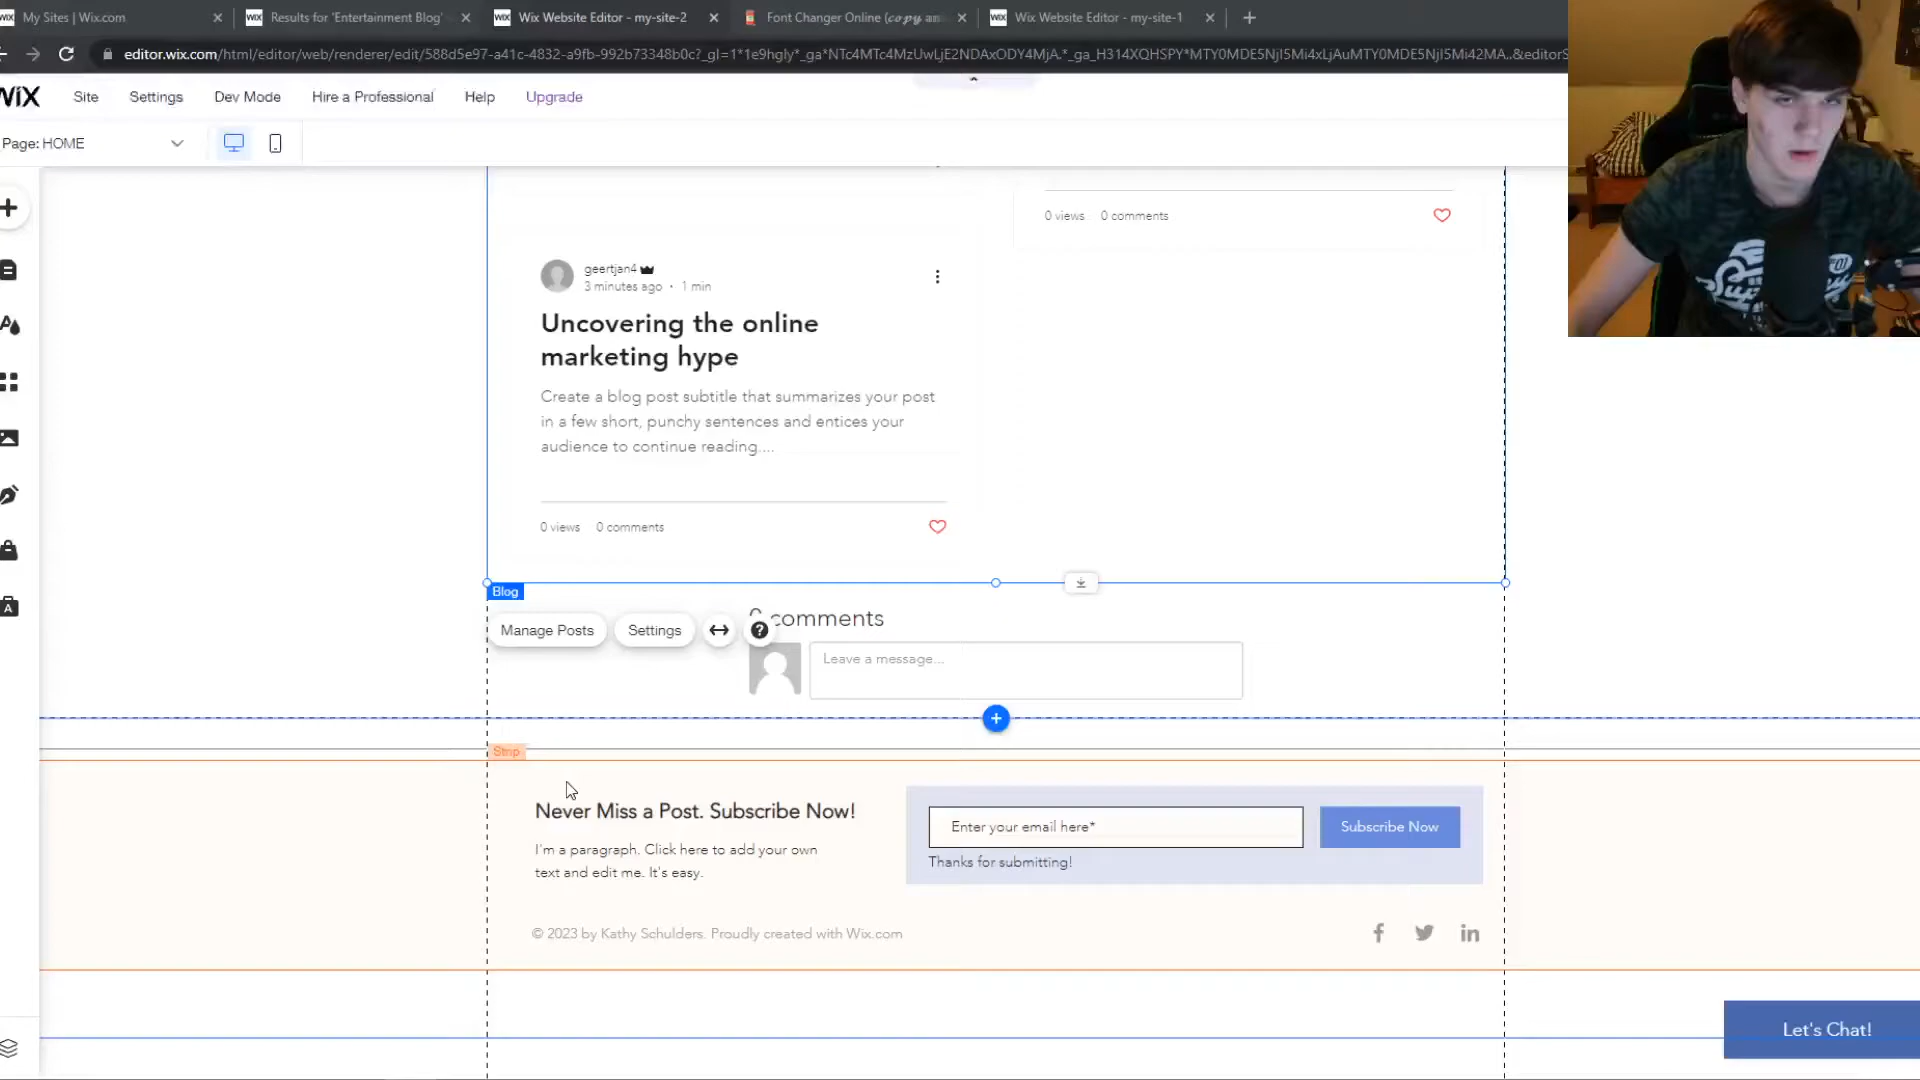 My Sites | Wix.com
Results for 'Entertainment Blog'
Wix Website Editor - my-site-2
Font Changer Online (𝓬𝓸𝓹𝔂 𝓪𝓷
Wix Website Editor - my-site-1
editor.wix.com/html/editor/web/renderer/edit/588d5e97-a41c-4832-a9fb-992b73348b0c?_gl=1*1e9hgly*_ga*NTc4MTc4MzUwLjE2NDAxODY4MjA.*_ga_H314XQHSPY*MTY0MDE5NjI5Mi4xLjAuMTY0MDE5NjI5Mi42MA..&editorS
WIX
Site
Settings
Dev Mode
Hire a Professional
Help
Upgrade
Page: HOME
0 views 0 comments
geertjan4
3 minutes ago · 1 min
Uncovering the online
marketing hype
Create a blog post subtitle that summarizes your post
in a few short, punchy sentences and entices your
audience to continue reading....
0 views 0 comments
Blog
0 comments
Manage Posts
Settings
?
Leave a message...
Strip
Never Miss a Post. Subscribe Now!
Enter your email here*
Subscribe Now
I'm a paragraph. Click here to add your own
text and edit me. It's easy.
Thanks for submitting!
© 2023 by Kathy Schulders. Proudly created with Wix.com
Let's Chat!